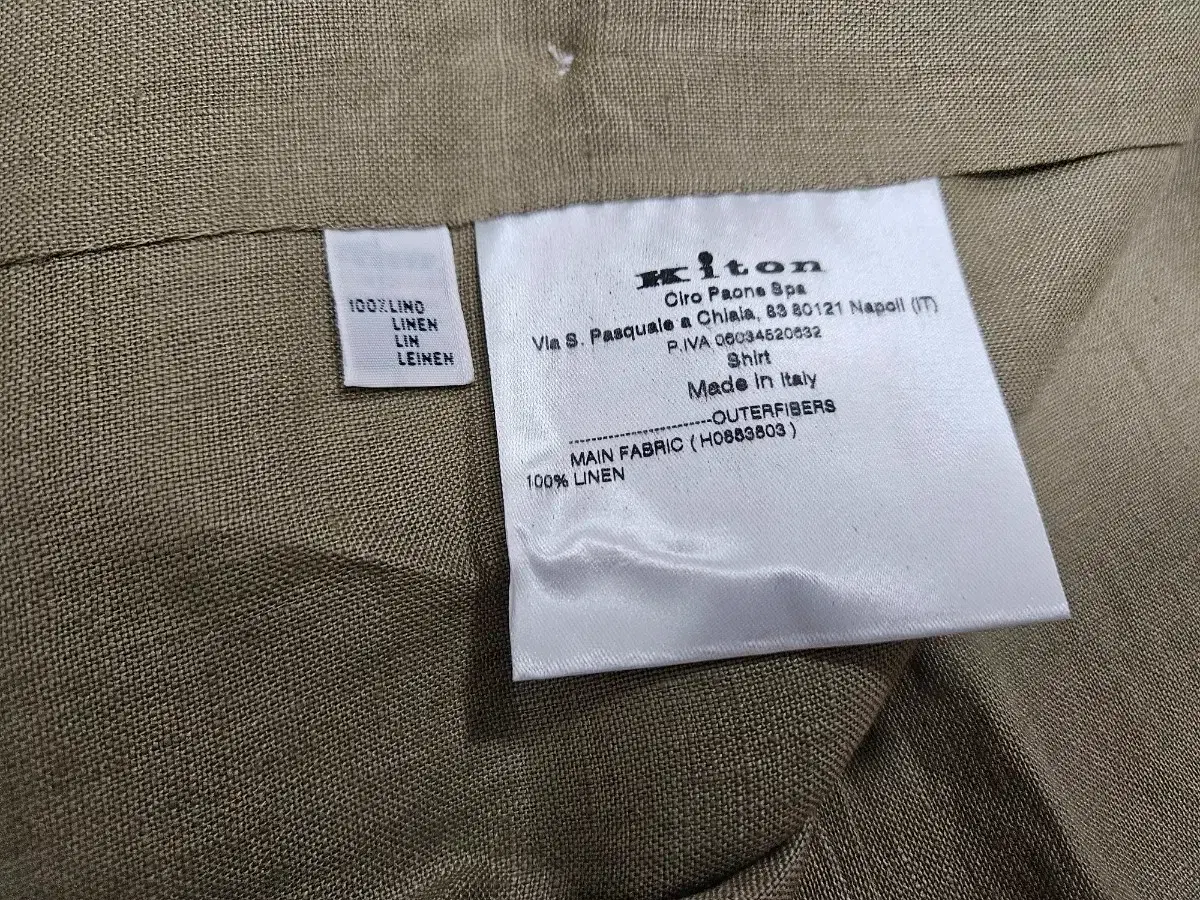 100%LINO
LINEN
LIN
LEINEN
Kiton
Ciro Paone Spa
Via S. Pasquale a Chiaia, 83 80121 Napoli (IT)
P.IVA 06034520632
Shirt
Made in Italy
----------------------OUTERFIBERS
MAIN FABRIC ( H0883803 )
100% LINEN